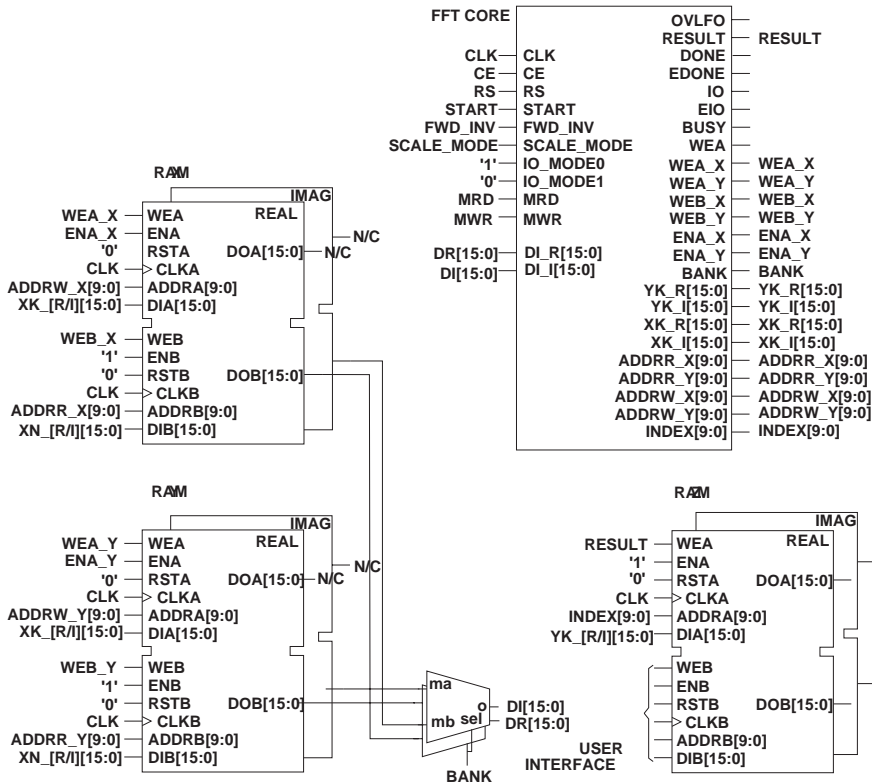 FFT CORE
OVLFO
RESULT RESULT
DONE
CLK CLK
CE CE EDONE
RS RS IO
START START EIO
FWD_INV FWD_INV BUSY
SCALE_MODE SCALE_MODE WEA
'1' IO_MODE0 WEA_X WEA_X
'0' IO_MODE1 WEA_Y WEA_Y
MRD MRD WEB_X WEB_X
MWR MWR WEB_Y WEB_Y
ENA_X ENA_X
DR[15:0] DI_R[15:0] ENA_Y ENA_Y
DI[15:0] DI_I[15:0] BANK BANK
YK_R[15:0] YK_R[15:0]
YK_I[15:0] YK_I[15:0]
XK_R[15:0] XK_R[15:0]
XK_I[15:0] XK_I[15:0]
ADDRR_X[9:0] ADDRR_X[9:0]
ADDRR_Y[9:0] ADDRR_Y[9:0]
ADDRW_X[9:0] ADDRW_X[9:0]
ADDRW_Y[9:0] ADDRW_Y[9:0]
INDEX[9:0] INDEX[9:0]
RAM X
IMAG
WEA_X WEA REAL
ENA_X ENA N/C
'0' RSTA DOA[15:0] N/C
CLK CLKA
ADDRW_X[9:0] ADDRA[9:0]
XK_[R/I][15:0] DIA[15:0]
WEB_X WEB
'1' ENB
'0' RSTB DOB[15:0]
CLK CLKB
ADDRR_X[9:0] ADDRB[9:0]
XN_[R/I][15:0] DIB[15:0]
RAM Y
IMAG
WEA_Y WEA REAL
ENA_Y ENA N/C
'0' RSTA DOA[15:0] N/C
CLK CLKA
ADDRW_Y[9:0] ADDRA[9:0]
XK_[R/I][15:0] DIA[15:0]
WEB_Y WEB
'1' ENB
'0' RSTB DOB[15:0]
CLK CLKB
ADDRR_Y[9:0] ADDRB[9:0]
XN_[R/I][15:0] DIB[15:0]
ma
o DI[15:0]
mb sel DR[15:0]
BANK
RAM Z
IMAG
RESULT WEA REAL
'1' ENA
'0' RSTA DOA[15:0]
CLK CLKA
INDEX[9:0] ADDRA[9:0]
YK_[R/I][15:0] DIA[15:0]
WEB
ENB
RSTB DOB[15:0]
CLKB
ADDRB[9:0]
DIB[15:0]
USER
INTERFACE